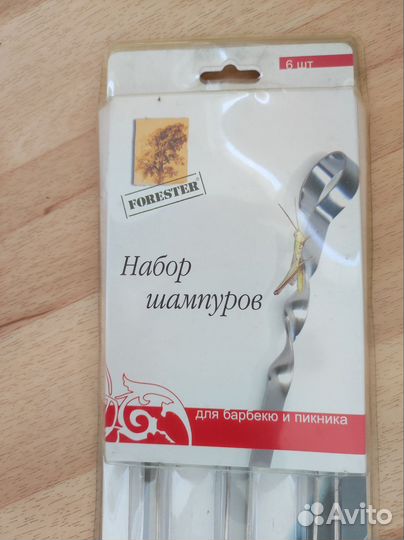 6 шт
FORESTER®
Набор
шампуров
для барбекю и пикника
Avito